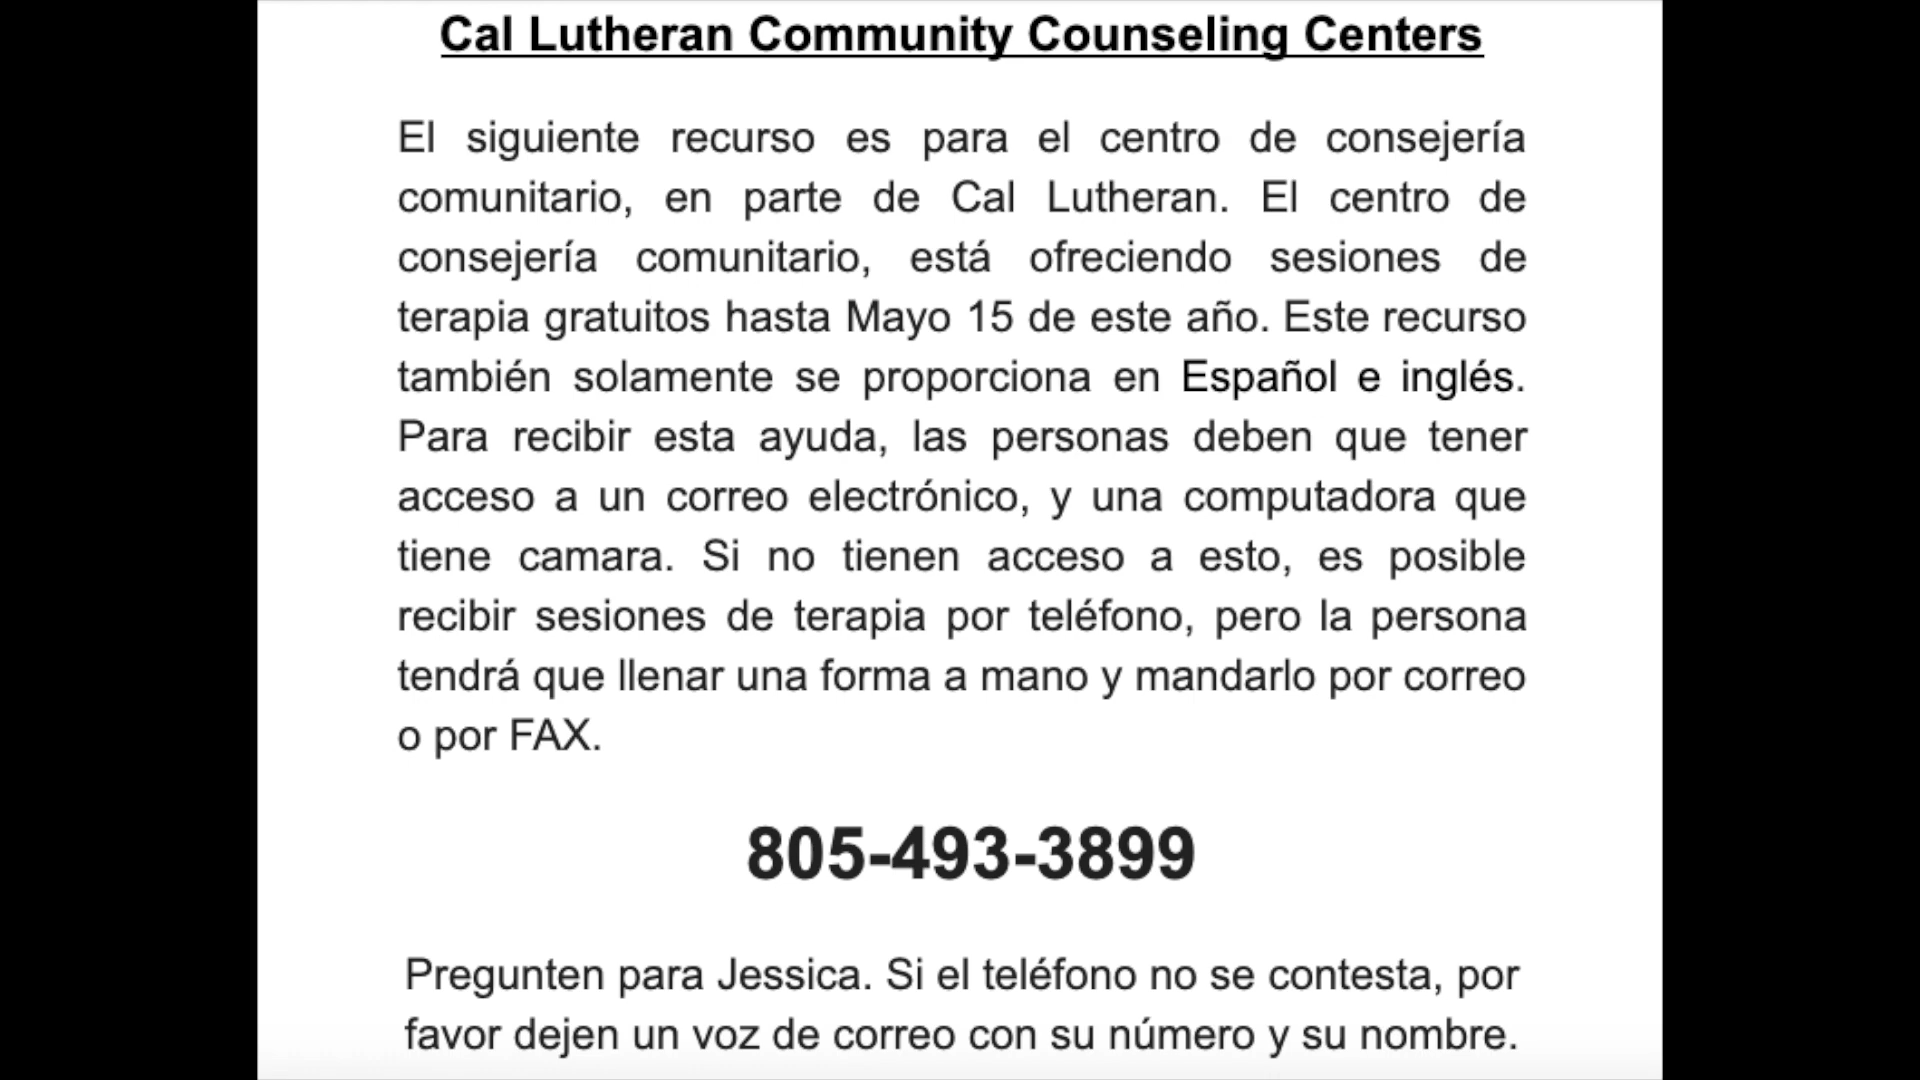 Cal Lutheran Community Counseling Centers
El siguiente recurso es para el centro de consejería
comunitario, en parte de Cal Lutheran. El centro de
consejería comunitario, está ofreciendo sesiones de
terapia gratuitos hasta Mayo 15 de este año. Este recurso
también solamente se proporciona en Español e inglés.
Para recibir esta ayuda, las personas deben que tener
acceso a un correo electrónico, y una computadora que
tiene camara. Si no tienen acceso a esto, es posible
recibir sesiones de terapia por teléfono, pero la persona
tendrá que llenar una forma a mano y mandarlo por correo
o por FAX.
805-493-3899
Pregunten para Jessica. Si el teléfono no se contesta, por
favor dejen un voz de correo con su número y su nombre.